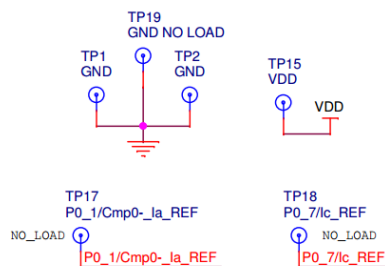 TP19
GND NO LOAD
TP1
GND
TP2
GND
TP15
VDD
VDD
TP17
P0_1/Cmp0-_Ia_REF
NO_LOAD
P0_1/Cmp0-_Ia_REF
TP18
P0_7/Ic_REF
NO_LOAD
P0_7/Ic_REF